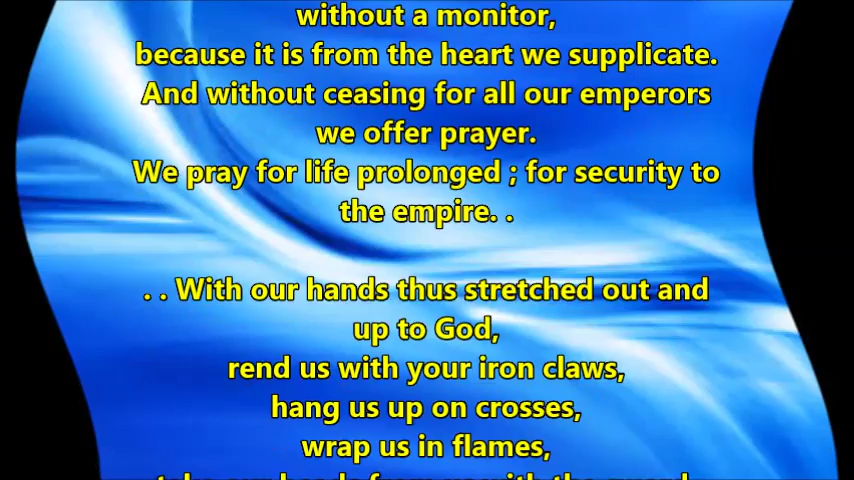 without a monitor,
because it is from the heart we supplicate.
And without ceasing for all our emperors
we offer prayer.
We pray for life prolonged ; for security to
the empire. .
. . With our hands thus stretched out and
up to God,
rend us with your iron claws,
hang us up on crosses,
wrap us in flames,